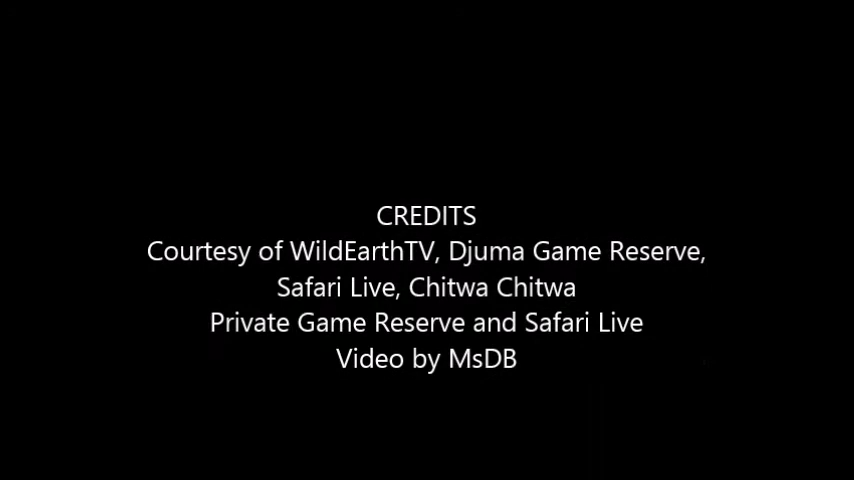 CREDITS
Courtesy of WildEarthTV, Djuma Game Reserve,
Safari Live, Chitwa Chitwa
Private Game Reserve and Safari Live
Video by MsDB